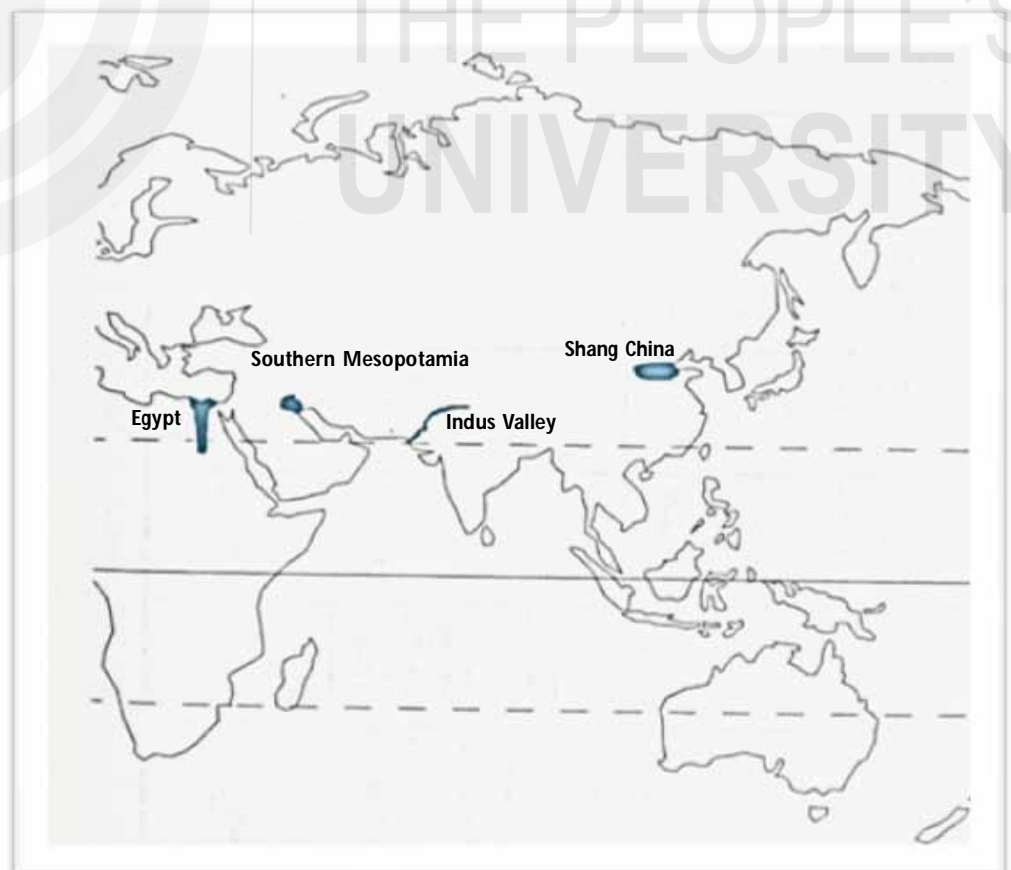 THE PEOPLE'S
UNIVERSITY
Southern Mesopotamia
Shang China
Egypt
Indus Valley